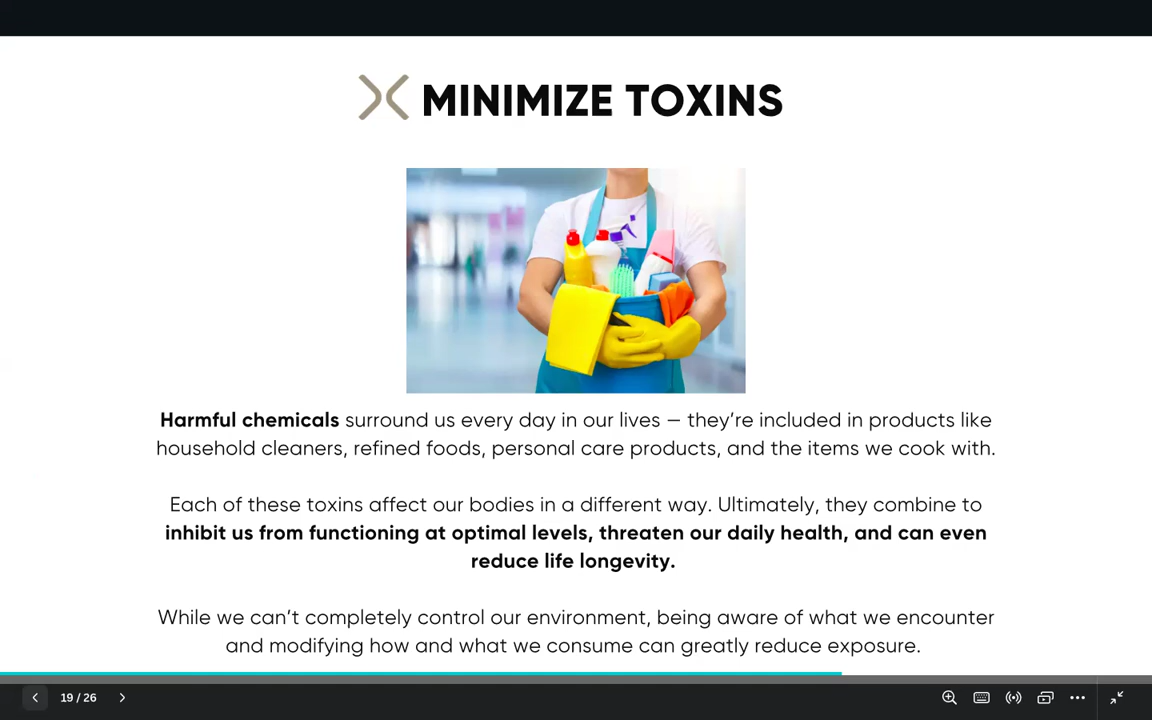 MINIMIZE TOXINS
Harmful chemicals surround us every day in our lives — they’re included in products like
household cleaners, refined foods, personal care products, and the items we cook with.
Each of these toxins affect our bodies in a different way. Ultimately, they combine to
inhibit us from functioning at optimal levels, threaten our daily health, and can even
reduce life longevity.
While we can’t completely control our environment, being aware of what we encounter
and modifying how and what we consume can greatly reduce exposure.
19 / 26